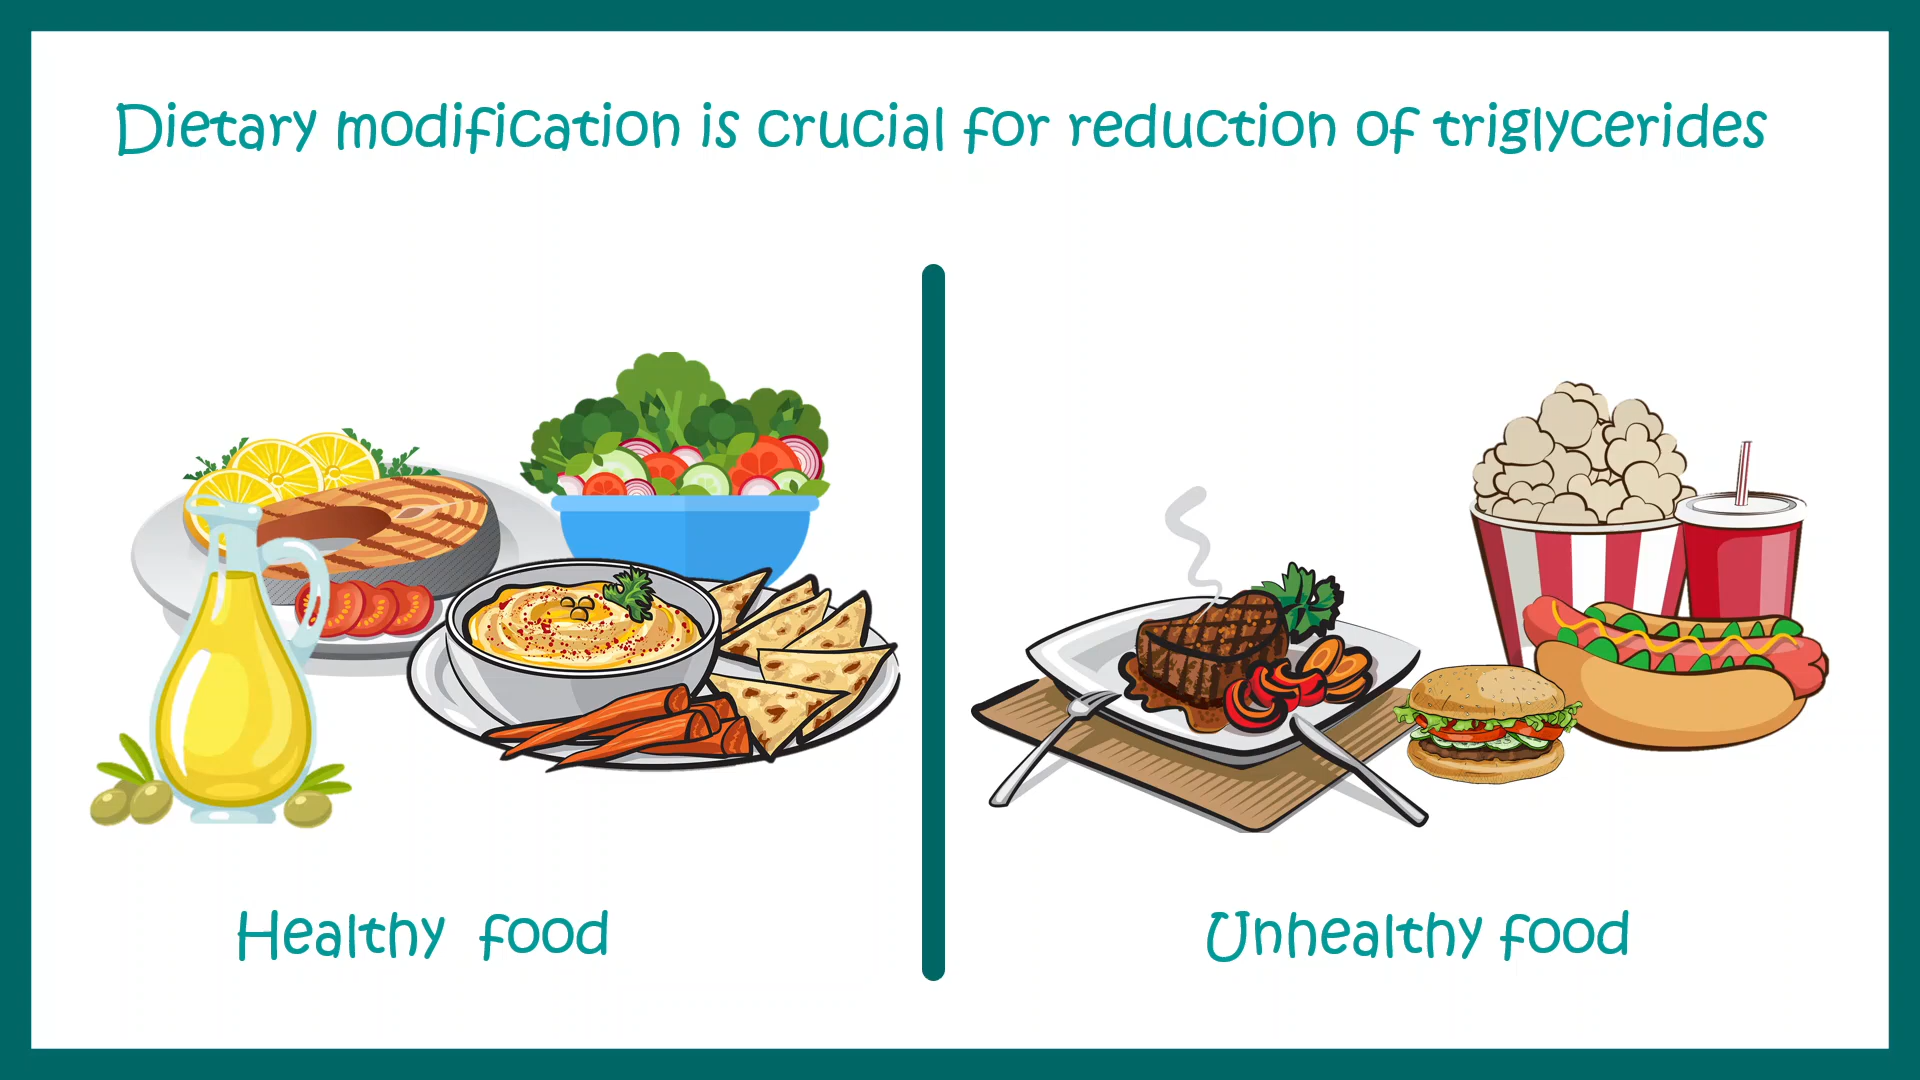 Dietary modification is crucial for reduction of triglycerides
Healthy food
Unhealthy food